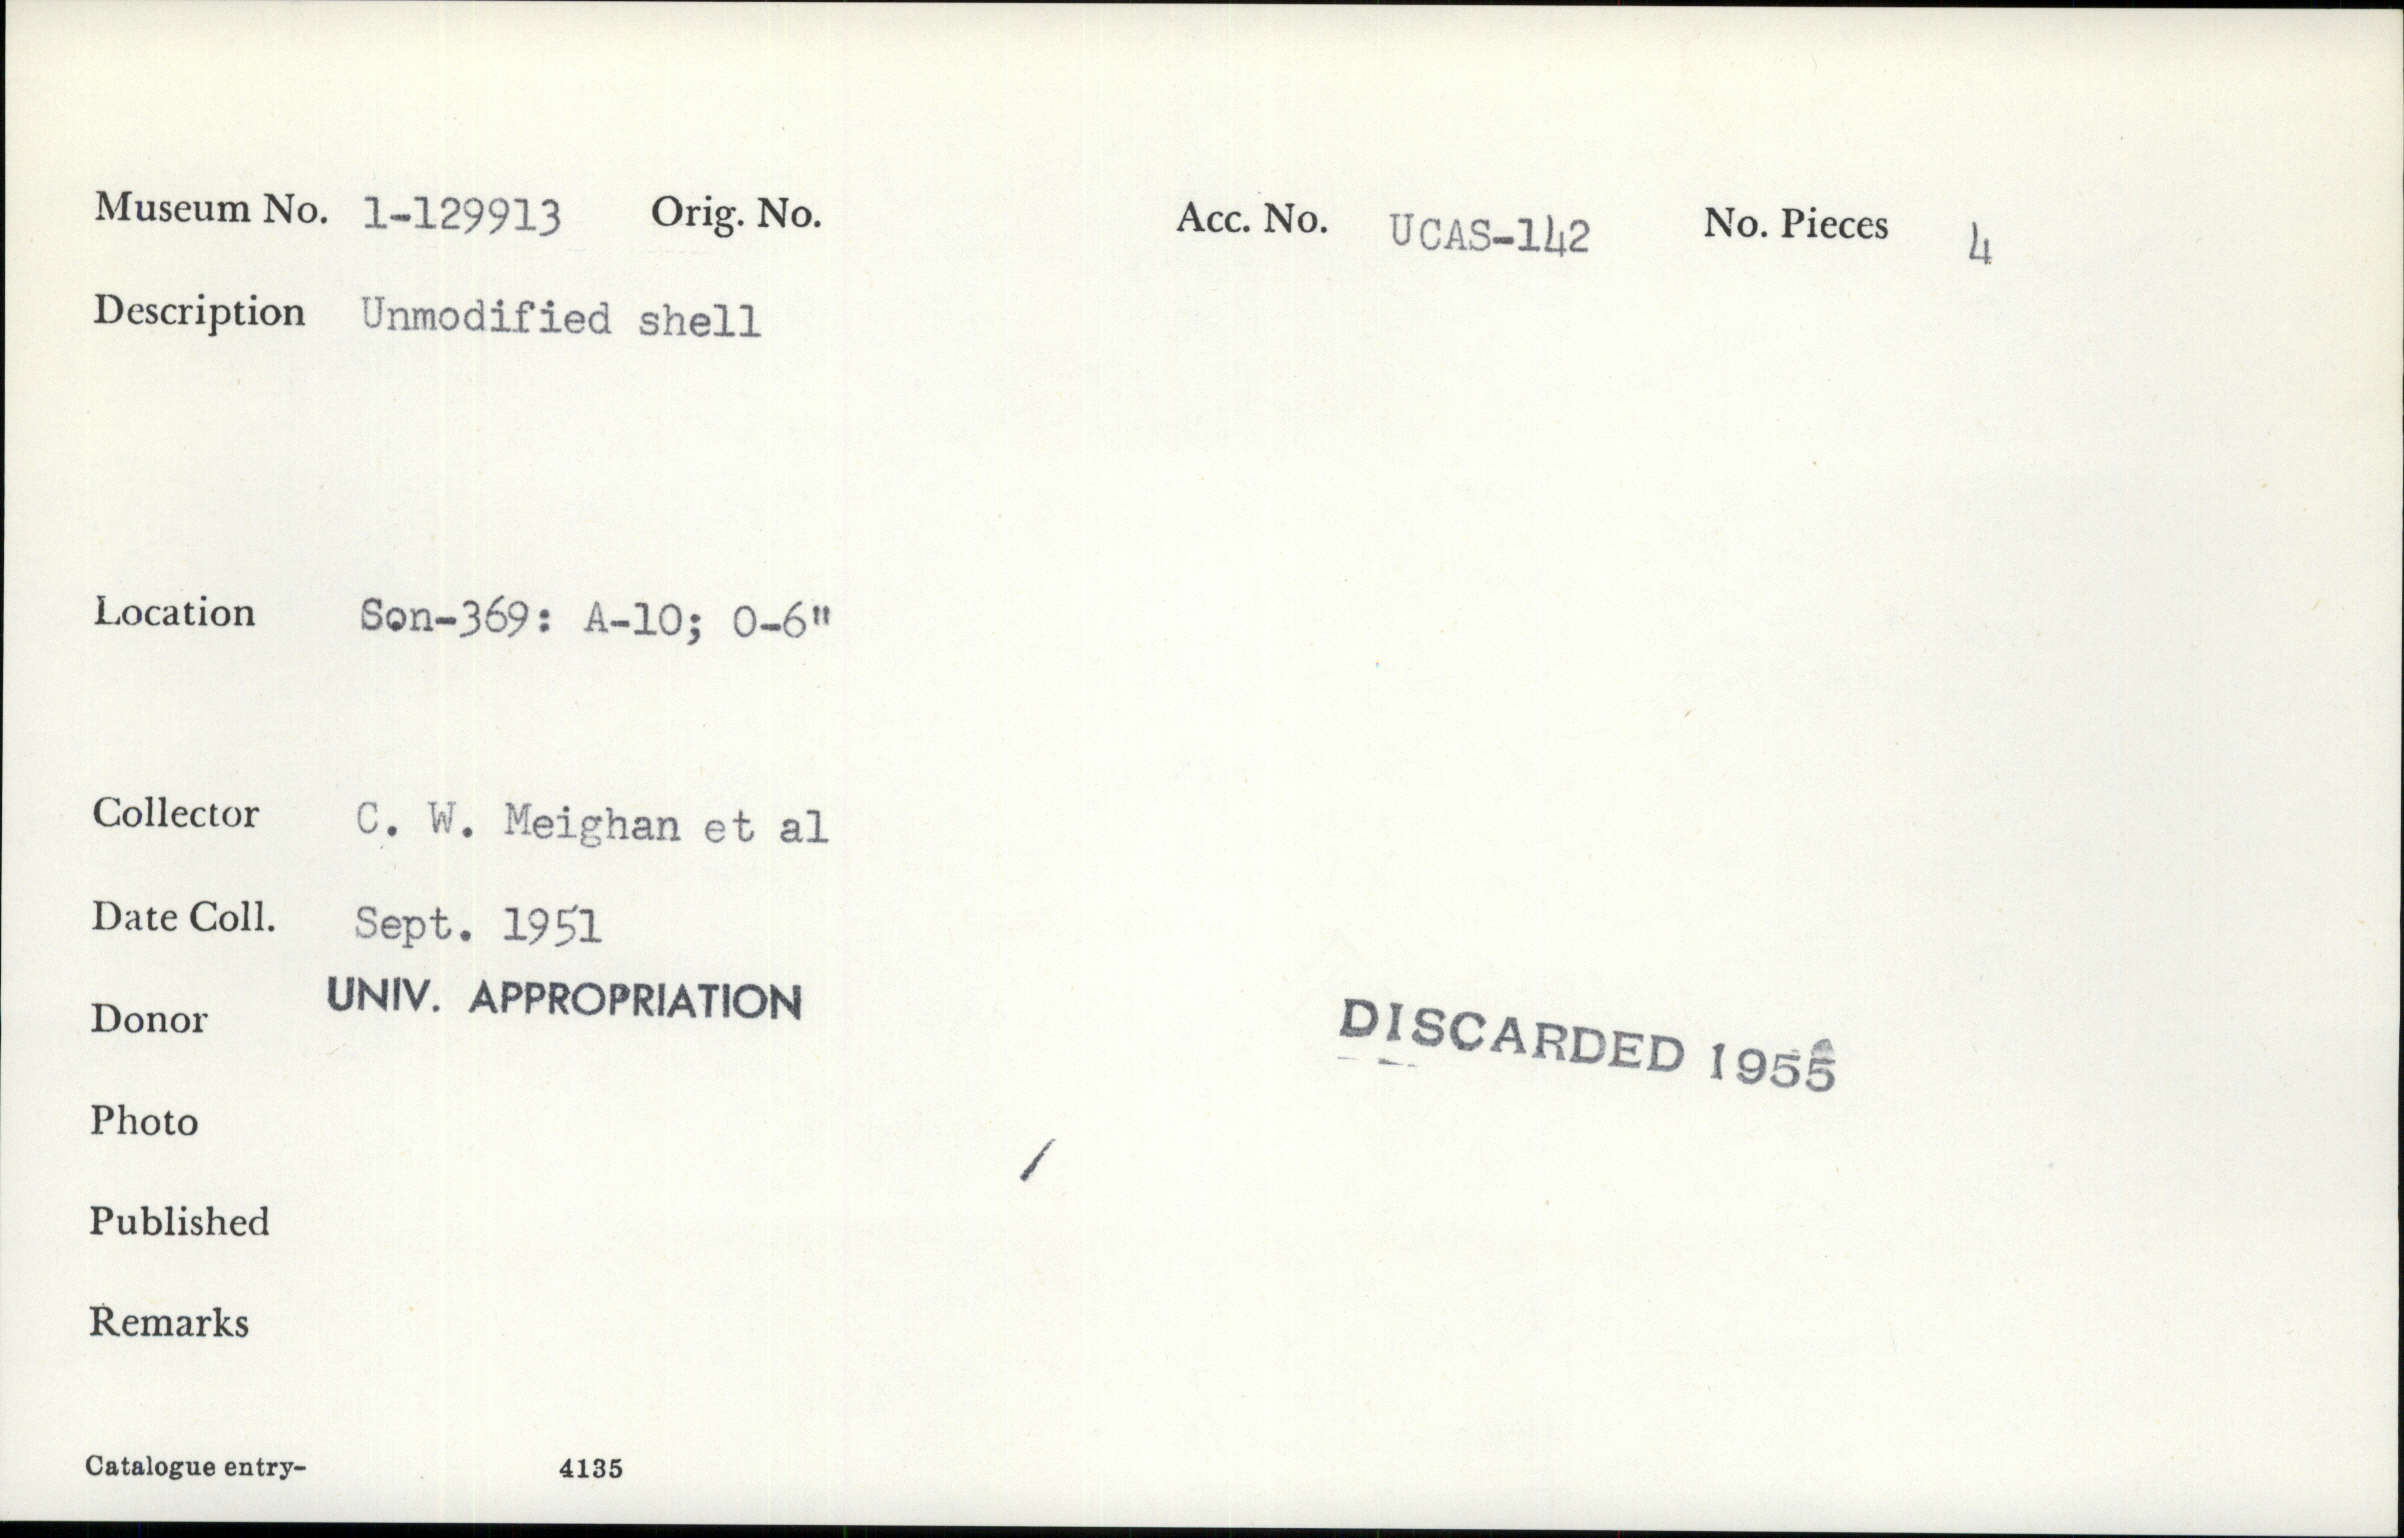 Museum No. 1-129913 Orig. No. Acc. No. UCAS-142 No. Pieces 4
Description Unmodified shell
Location Son-369: A-10; 0-6"
Collector C. W. Meighan et al
Date Coll. Sept. 1951
Donor UNIV. APPROPRIATION
DISCARDED 1955
Photo
Published
Remarks
Catalogue entry- 4135